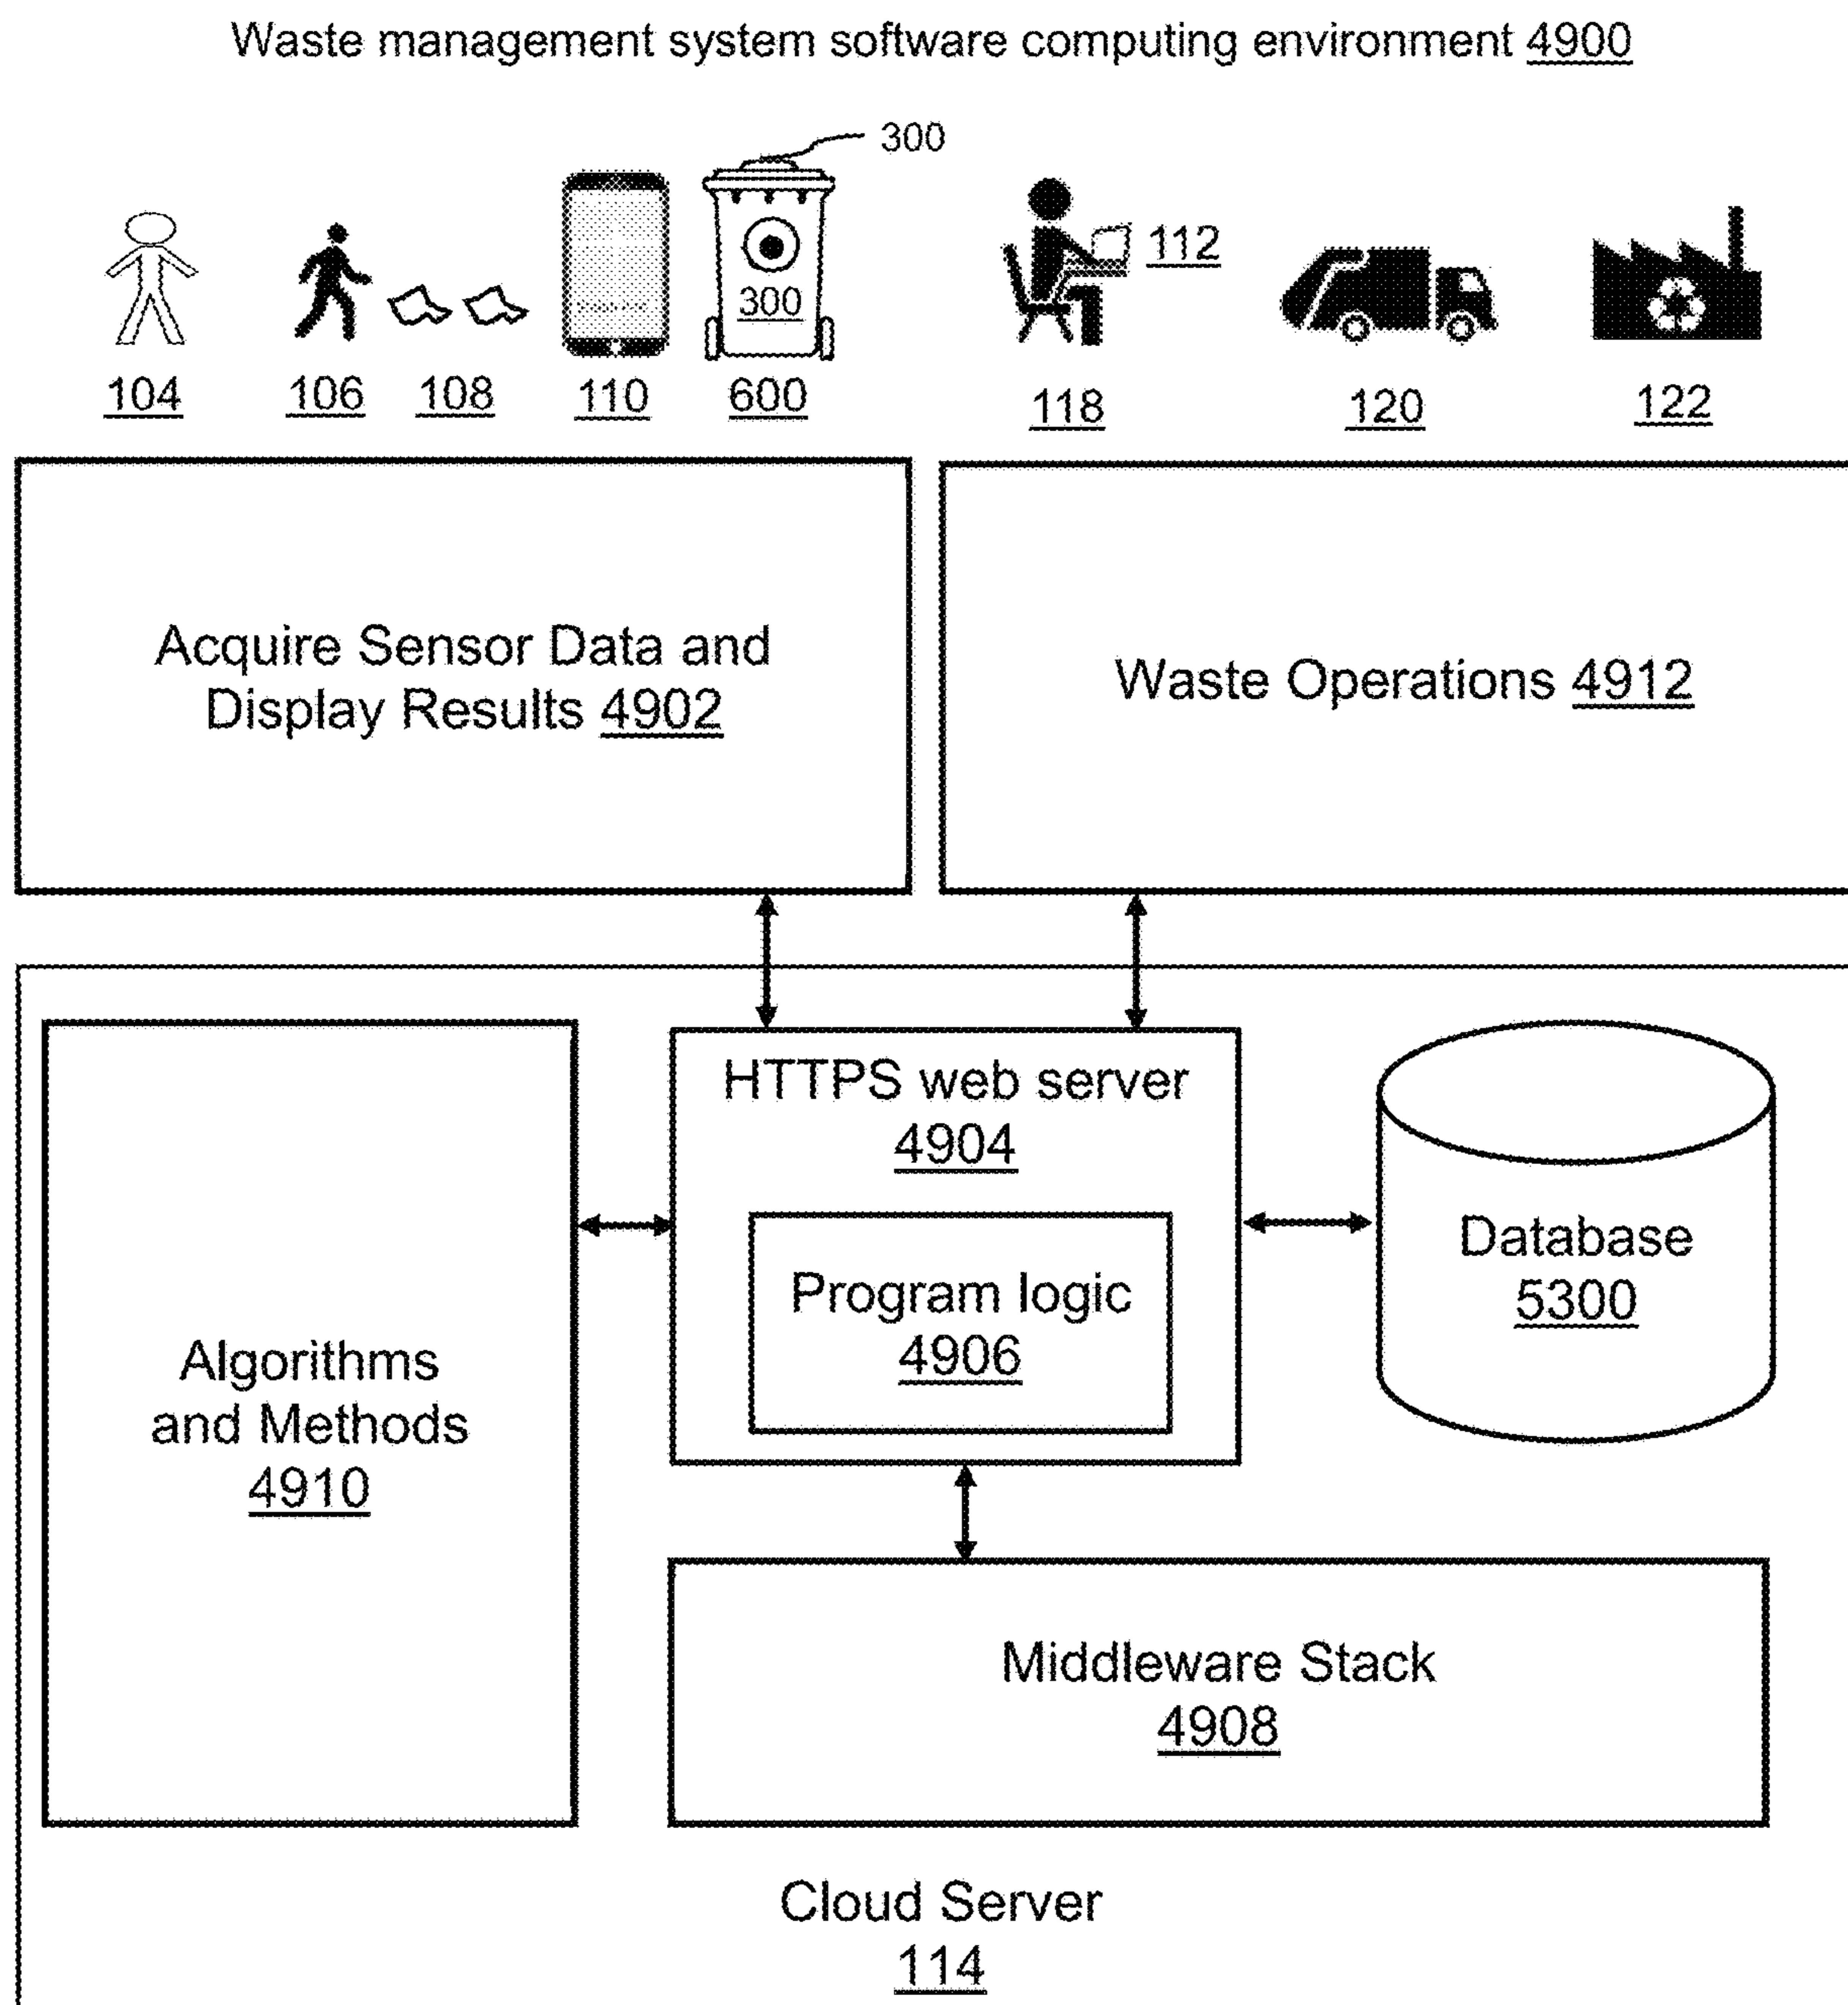 Waste management system software computing environment 4900
300
112
300
104
106
108
110
600
118
120
122
Acquire Sensor Data and
Display Results 4902
Waste Operations 4912
HTTPS web server
4904
Program logic
4906
Database
5300
Algorithms
and Methods
4910
Middleware Stack
4908
Cloud Server
114